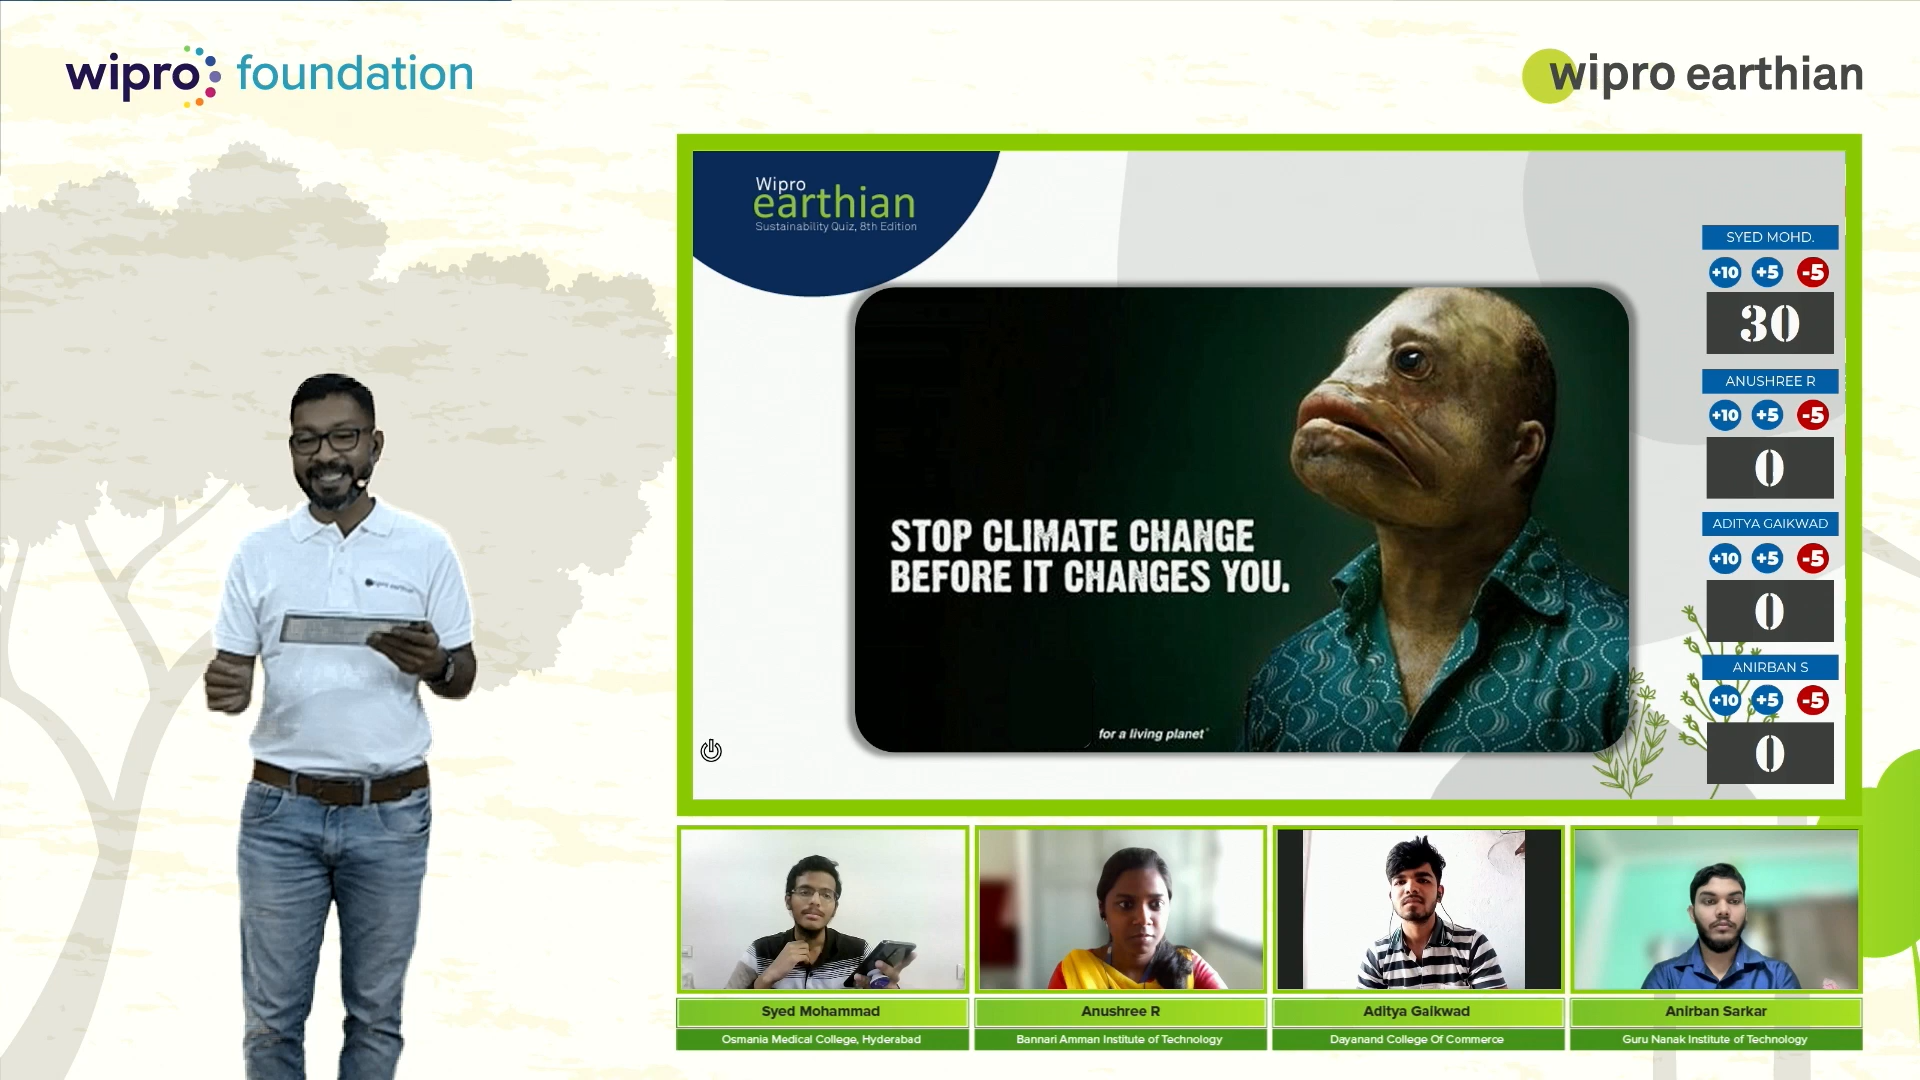 wipro foundation
wipro earthian
Wipro
earthian
Sustainability Quiz, 8th Edition
STOP CLIMATE CHANGE
BEFORE IT CHANGES YOU.
for a living planet
SYED MOHD.
+10 +5 -5
30
ANUSHREE R
+10 +5 -5
0
ADITYA GAIKWAD
+10 +5 -5
0
ANIRBAN S
+10 +5 -5
0
wipro earthian
Syed Mohammad
Osmania Medical College, Hyderabad
Anushree R
Bannari Amman Institute of Technology
Aditya Gaikwad
Dayanand College Of Commerce
Anirban Sarkar
Guru Nanak Institute of Technology